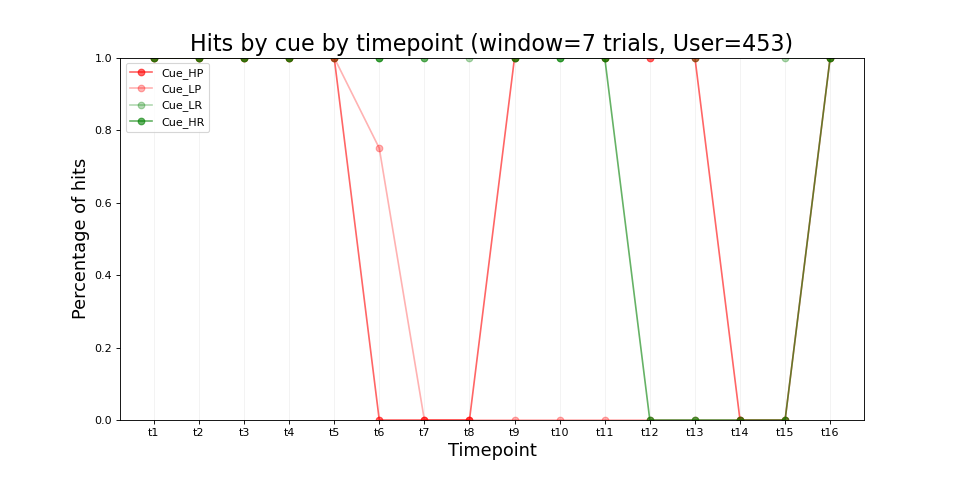 Hits by cue by timepoint (window=7 trials, User=453)
1.0
0.8
0.6
0.4
0.2
0.0
Percentage of hits
Cue_HP
Cue_LP
Cue_LR
Cue_HR
t1 t2 t3 t4 t5 t6 t7 t8 t9 t10 t11 t12 t13 t14 t15 t16
Timepoint